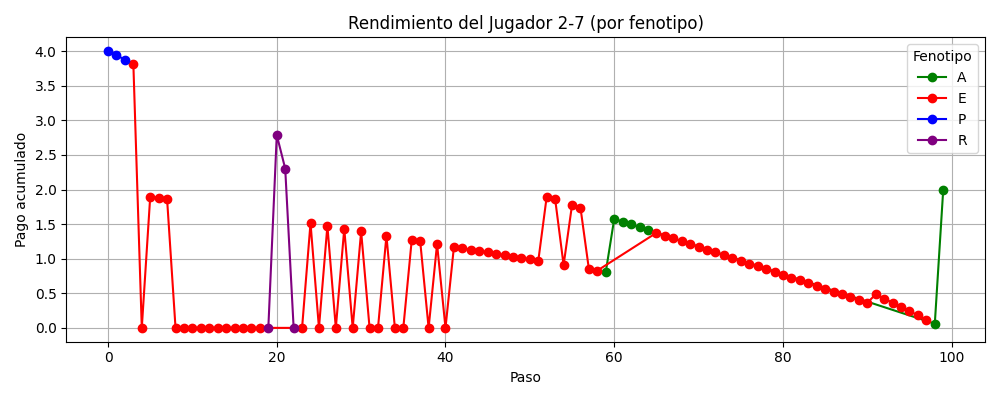 Rendimiento del Jugador 2-7 (por fenotipo)
Pago acumulado
4.0
3.5
3.0
2.5
2.0
1.5
1.0
0.5
0.0
0
20
40
60
80
100
Paso
Fenotipo
A
E
P
R